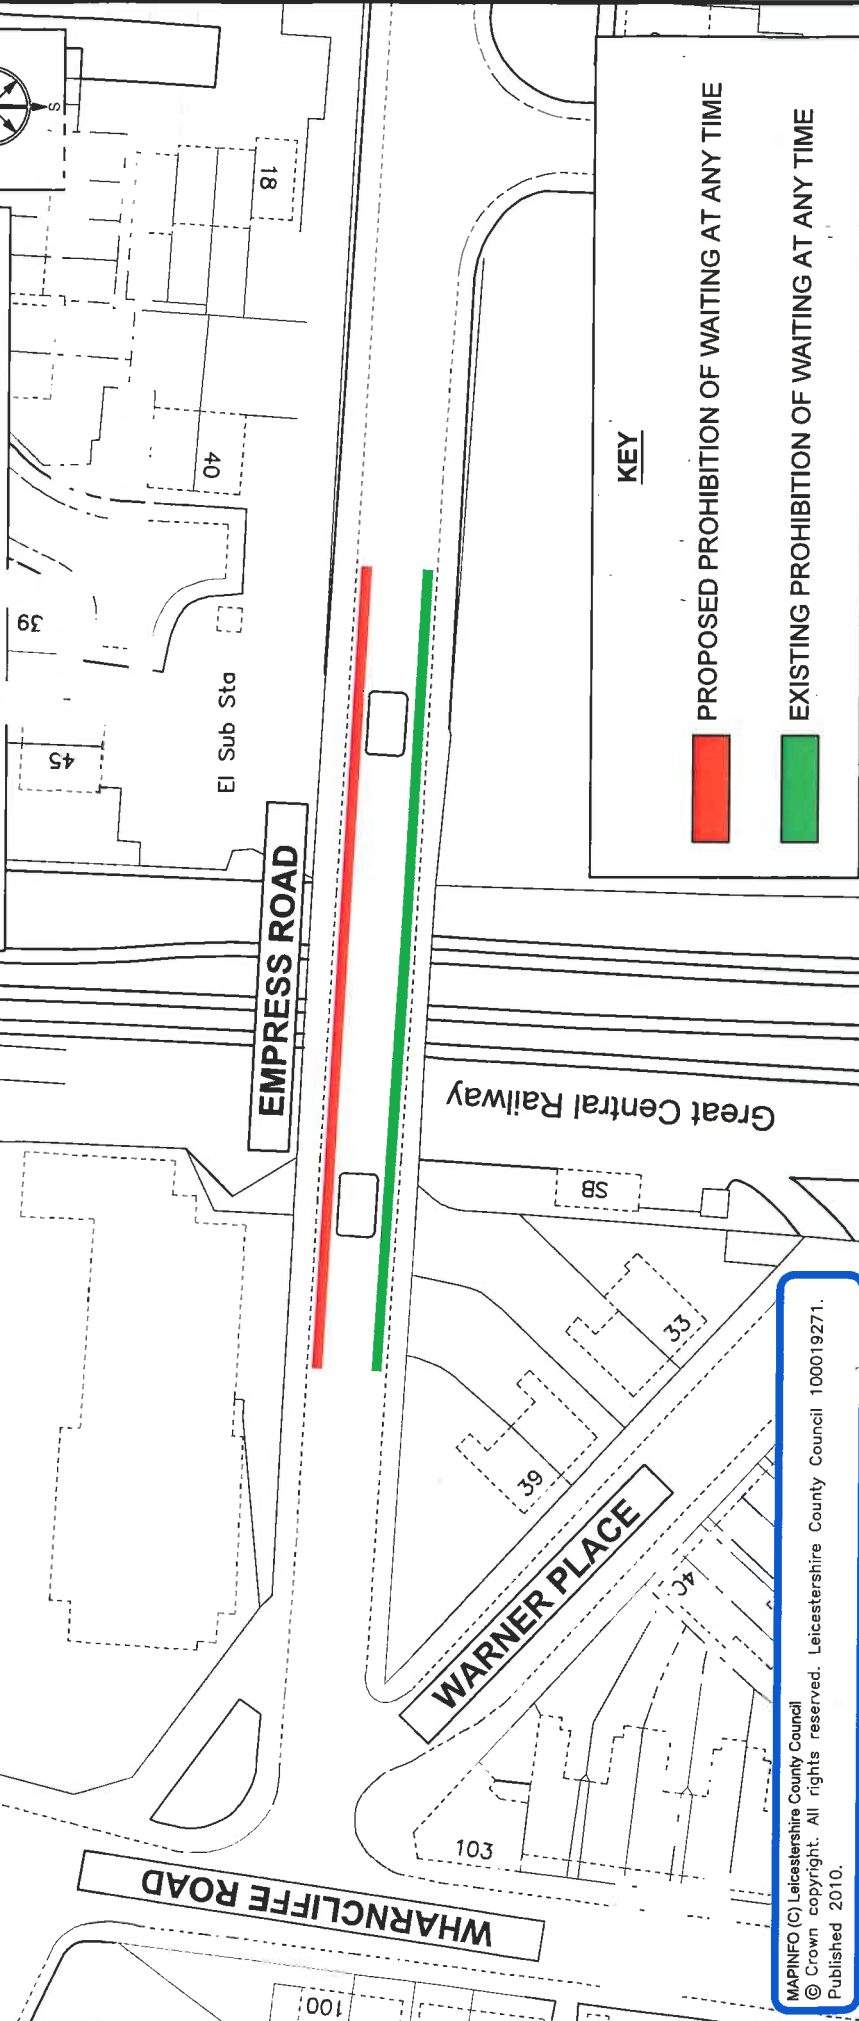 S
18
40
39
45
El Sub Sta
EMPRESS ROAD
Great Central Railway
SB
33
39
WARNER PLACE
4C
103
WHARNCLIFFE ROAD
100
KEY
PROPOSED PROHIBITION OF WAITING AT ANY TIME
EXISTING PROHIBITION OF WAITING AT ANY TIME
MAPINFO (C) Leicestershire County Council
© Crown copyright. All rights reserved. Leicestershire County Council 100019271.
Published 2010.